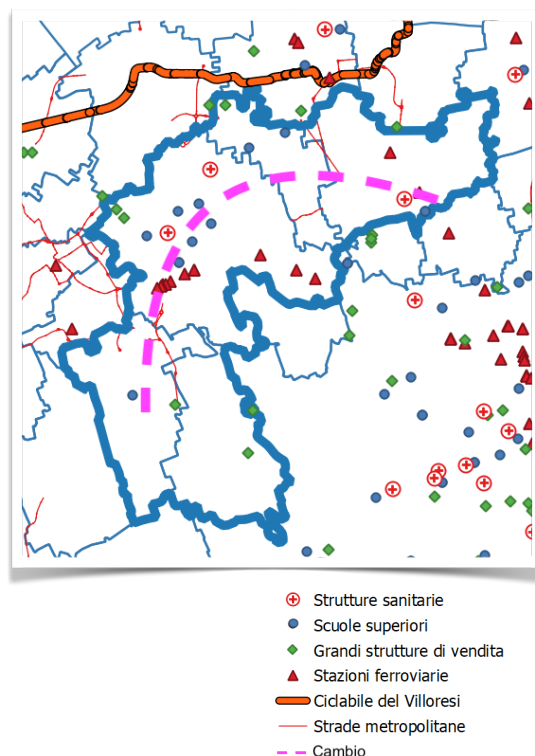 Strutture sanitarie
Scuole superiori
Grandi strutture di vendita
Stazioni ferroviarie
Ciclabile del Villoresi
Strade metropolitane
Cambio